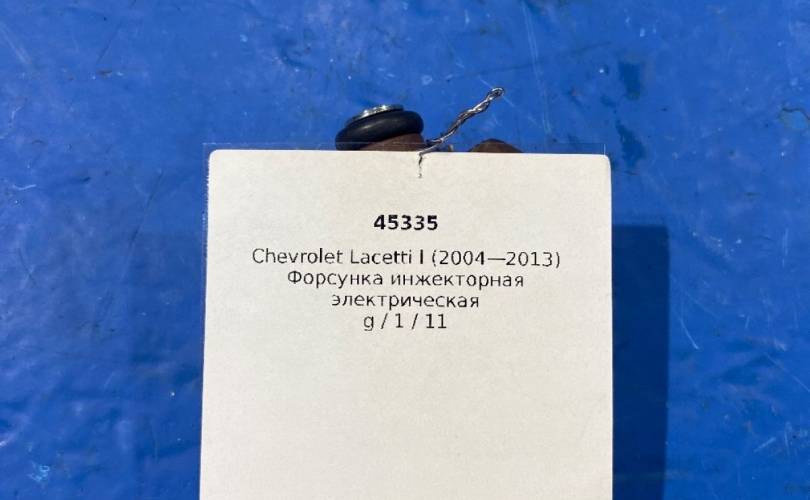 45335
Chevrolet Lacetti I (2004—2013)
Форсунка инжекторная
электрическая
g / 1 / 11